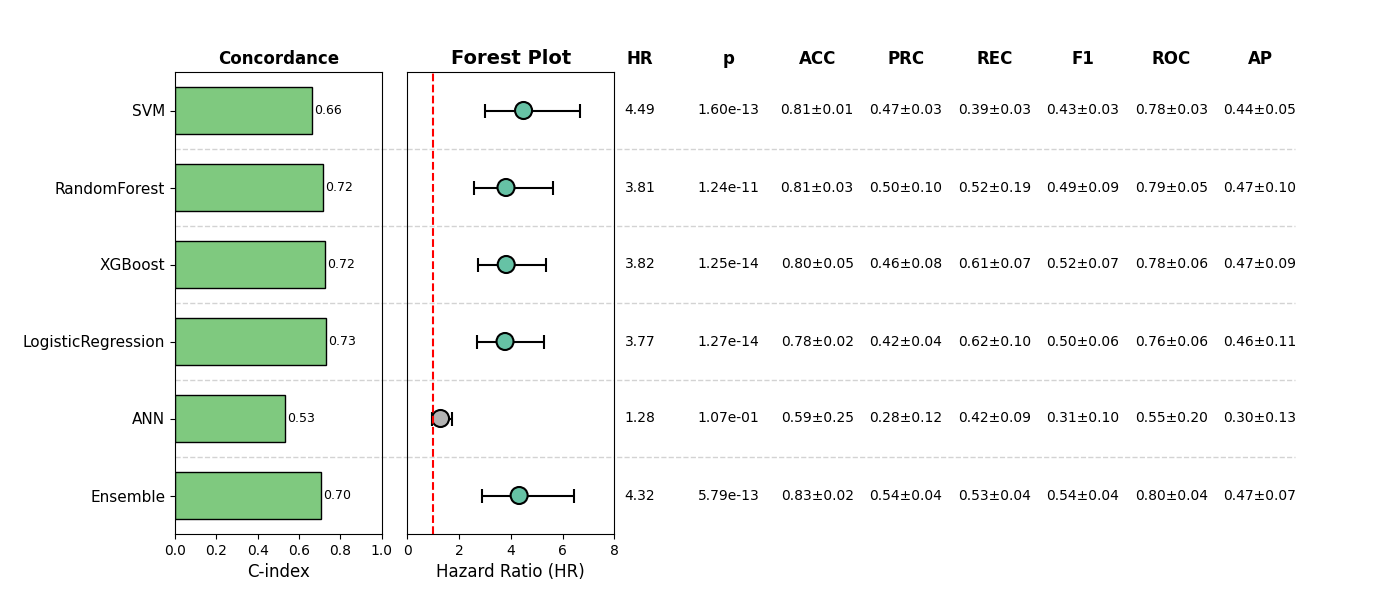 Concordance Forest Plot HR p ACC PRC REC F1 ROC AP
SVM 0.66 4.49 1.60e-13 0.81±0.01 0.47±0.03 0.39±0.03 0.43±0.03 0.78±0.03 0.44±0.05
RandomForest 0.72 3.81 1.24e-11 0.81±0.03 0.50±0.10 0.52±0.19 0.49±0.09 0.79±0.05 0.47±0.10
XGBoost 0.72 3.82 1.25e-14 0.80±0.05 0.46±0.08 0.61±0.07 0.52±0.07 0.78±0.06 0.47±0.09
LogisticRegression 0.73 3.77 1.27e-14 0.78±0.02 0.42±0.04 0.62±0.10 0.50±0.06 0.76±0.06 0.46±0.11
ANN 0.53 1.28 1.07e-01 0.59±0.25 0.28±0.12 0.42±0.09 0.31±0.10 0.55±0.20 0.30±0.13
Ensemble 0.70 4.32 5.79e-13 0.83±0.02 0.54±0.04 0.53±0.04 0.54±0.04 0.80±0.04 0.47±0.07
0.0 0.2 0.4 0.6 0.8 1.0 0 2 4 6 8
C-index Hazard Ratio (HR)